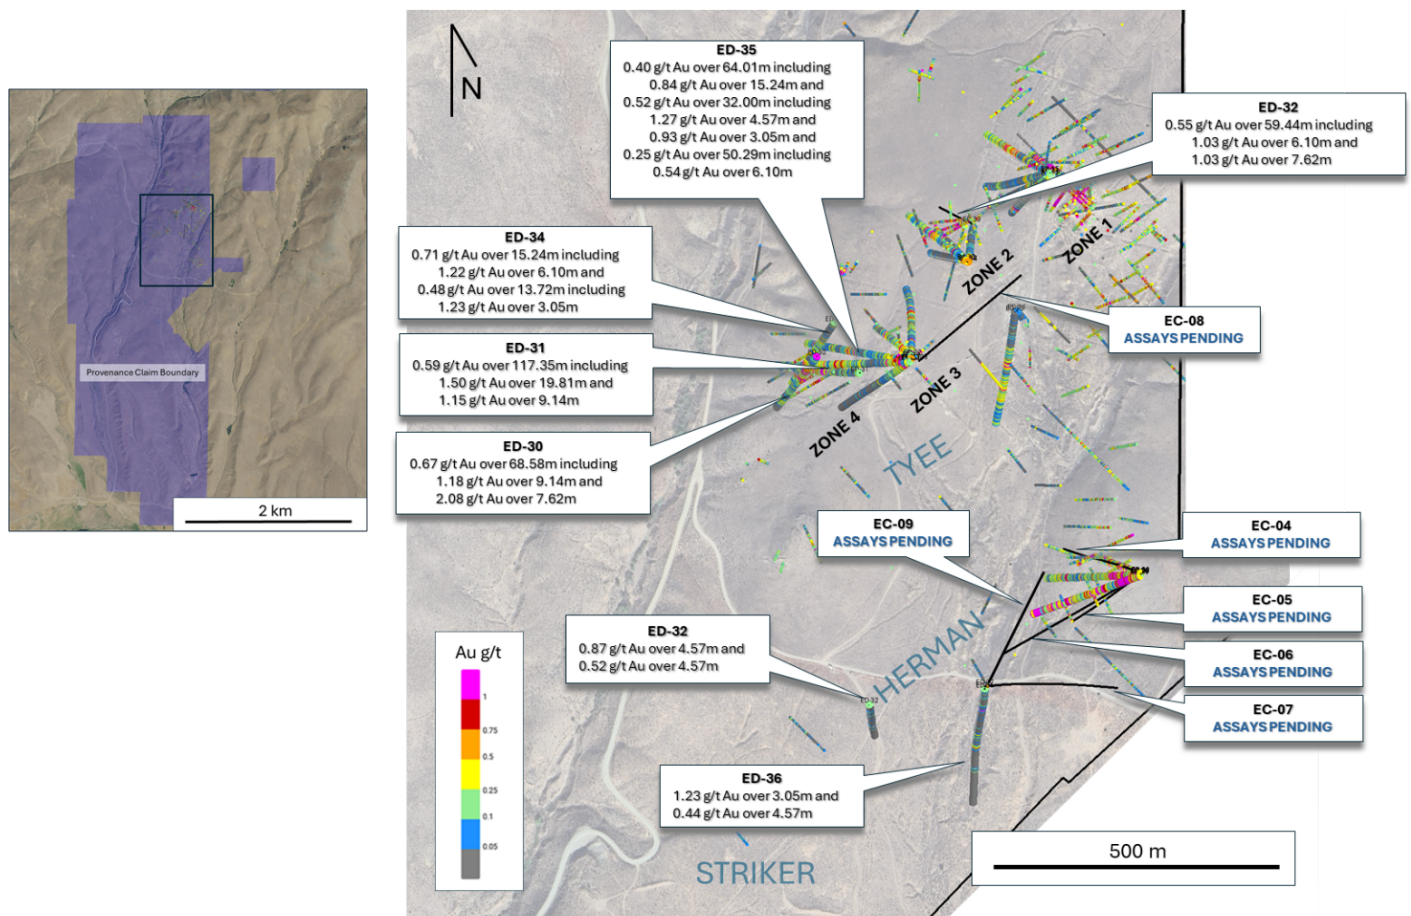 Provenance Claim Boundary
2 km
N
ED-35
0.40 g/t Au over 64.01m including
0.84 g/t Au over 15.24m and
0.52 g/t Au over 32.00m including
1.27 g/t Au over 4.57m and
0.93 g/t Au over 3.05m and
0.25 g/t Au over 50.29m including
0.54 g/t Au over 6.10m
ED-32
0.55 g/t Au over 59.44m including
1.03 g/t Au over 6.10m and
1.03 g/t Au over 7.62m
ED-34
0.71 g/t Au over 15.24m including
1.22 g/t Au over 6.10m and
0.48 g/t Au over 13.72m including
1.23 g/t Au over 3.05m
ZONE 1
ZONE 2
EC-08
ASSAYS PENDING
ED-31
0.59 g/t Au over 117.35m including
1.50 g/t Au over 19.81m and
1.15 g/t Au over 9.14m
ZONE 3
ZONE 4
ED-30
0.67 g/t Au over 68.58m including
1.18 g/t Au over 9.14m and
2.08 g/t Au over 7.62m
TYEE
EC-09
ASSAYS PENDING
EC-04
ASSAYS PENDING
EC-05
ASSAYS PENDING
EC-06
ASSAYS PENDING
EC-07
ASSAYS PENDING
ED-32
0.87 g/t Au over 4.57m and
0.52 g/t Au over 4.57m
HERMAN
ED-32
Au g/t
1
0.75
0.5
0.25
0.1
0.05
ED-36
1.23 g/t Au over 3.05m and
0.44 g/t Au over 4.57m
STRIKER
500 m